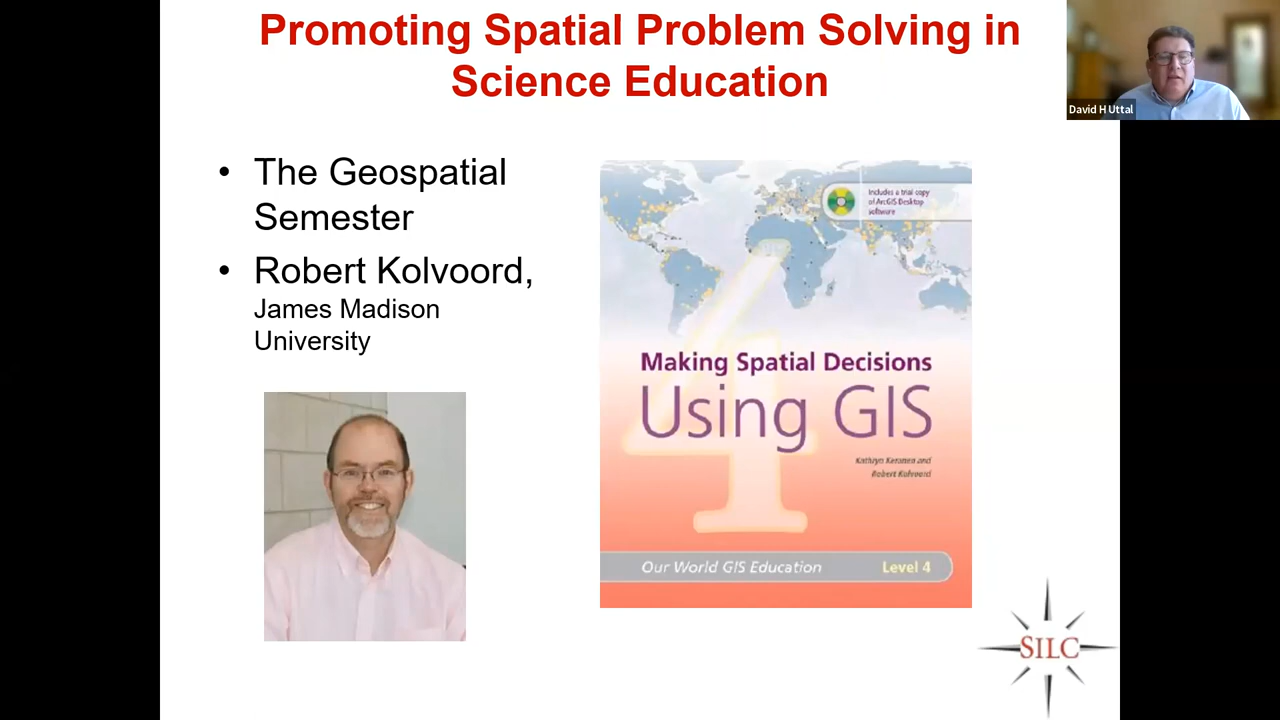 Promoting Spatial Problem Solving in
Science Education
David H Uttal
• The Geospatial
Semester
• Robert Kolvoord,
James Madison
University
Includes a trial copy
of ArcGIS Desktop
software
4
Making Spatial Decisions
Using GIS
Kathryn Keranen and
Robert Kolvoord
Our World GIS Education Level 4
SILC